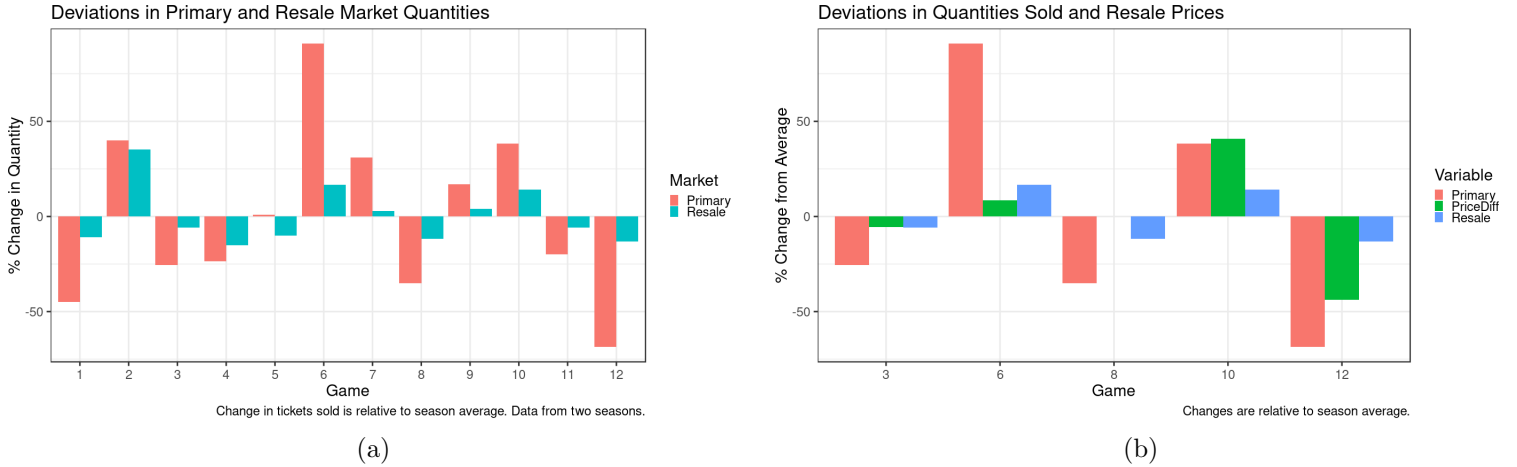 Deviations in Primary and Resale Market Quantities
% Change in Quantity
50
0
-50
1 2 3 4 5 6 7 8 9 10 11 12
Game
Change in tickets sold is relative to season average. Data from two seasons.
Market
Primary
Resale
(a)
Deviations in Quantities Sold and Resale Prices
% Change from Average
50
0
-50
3 6 8 10 12
Game
Changes are relative to season average.
Variable
Primary
PriceDiff
Resale
(b)